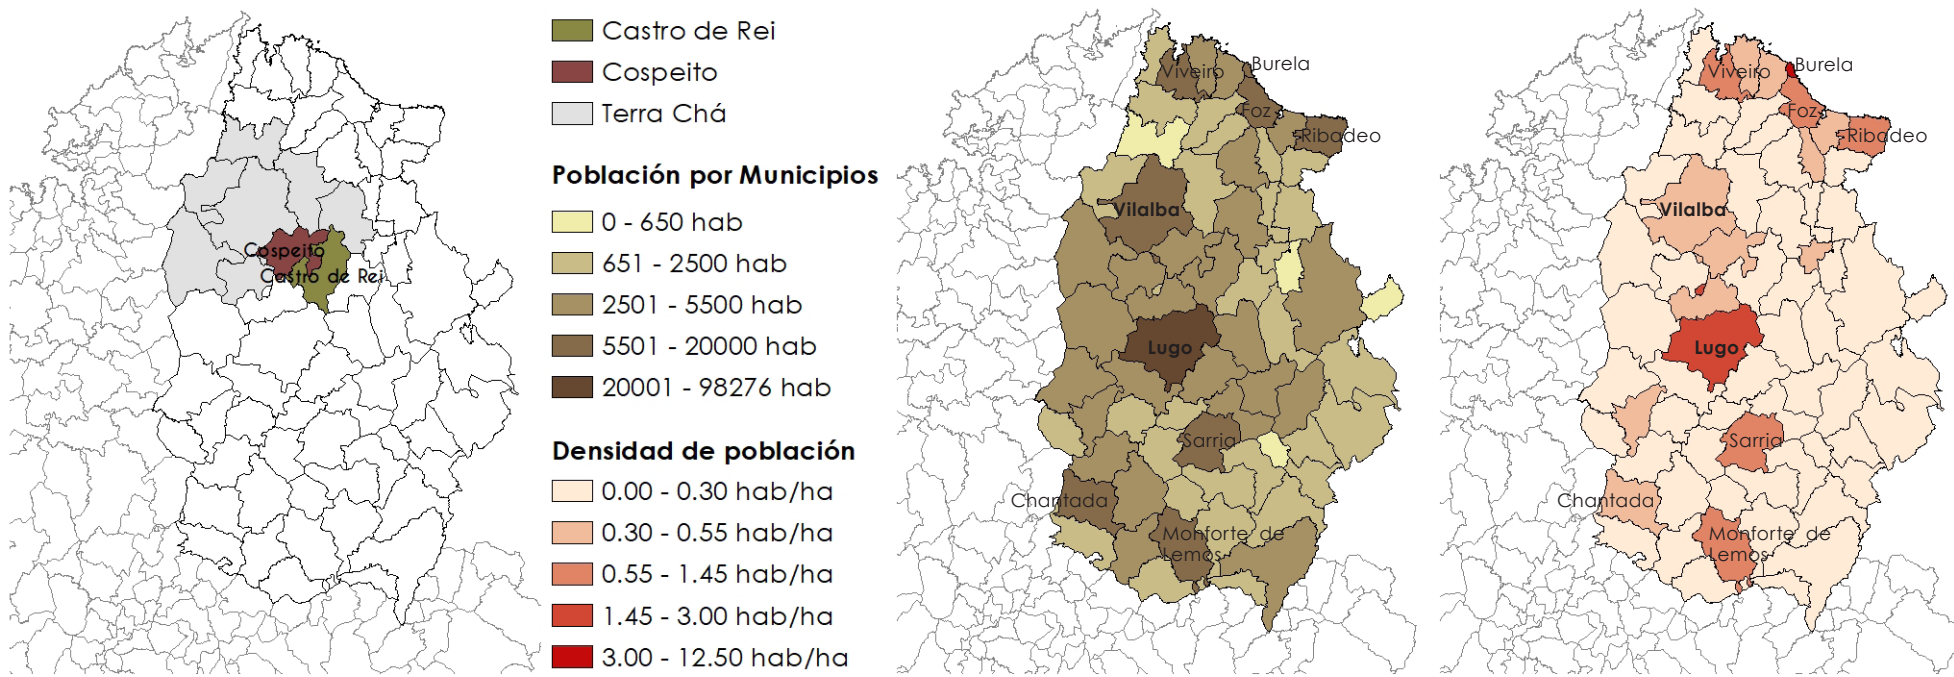 Cospeito
Castro de Rei
Castro de Rei
Cospeito
Terra Chá
Población por Municipios
0 - 650 hab
651 - 2500 hab
2501 - 5500 hab
5501 - 20000 hab
20001 - 98276 hab
Densidad de población
0.00 - 0.30 hab/ha
0.30 - 0.55 hab/ha
0.55 - 1.45 hab/ha
1.45 - 3.00 hab/ha
3.00 - 12.50 hab/ha
Burela
Viveiro
Foz
Ribadeo
Vilalba
Lugo
Sarria
Chantada
Monforte de
Lemos
Burela
Viveiro
Foz
Ribadeo
Vilalba
Lugo
Sarria
Chantada
Monforte de
Lemos